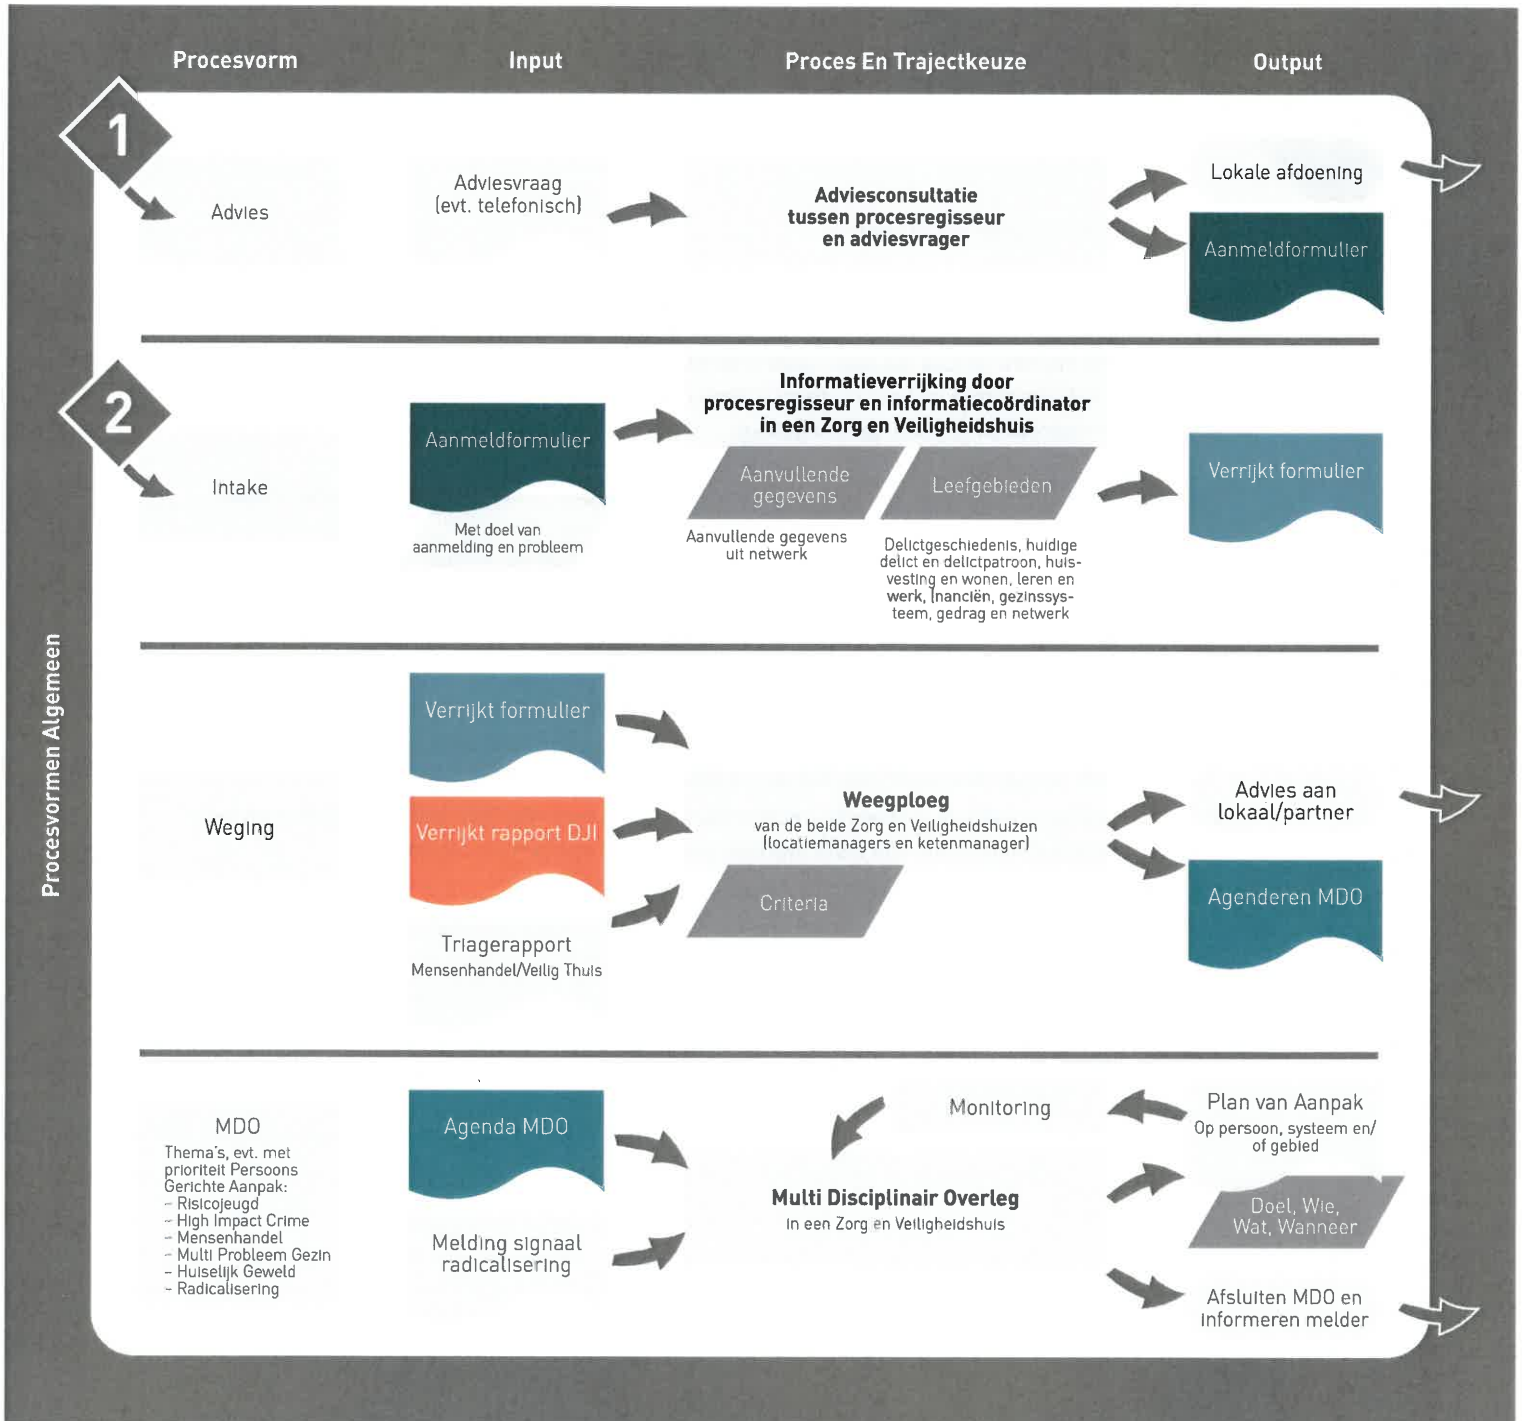 Procesvorm
Input
Proces En Trajectkeuze
Output
Procesvormen Algemeen
1
Advies
Adviesvraag
(evt. telefonisch)
Adviesconsultatie
tussen procesregisseur
en adviesvrager
Lokale afdoening
Aanmeldformulier
2
Intake
Aanmeldformulier
Met doel van
aanmelding en probleem
Informatieverrijking door
procesregisseur en informatiecoördinator
in een Zorg en Veiligheidshuis
Aanvullende
gegevens
Aanvullende gegevens
uit netwerk
Leefgebieden
Delictgeschiedenis, huidige
delict en delictpatroon, huis-
vesting en wonen, leren en
werk, inanciën, gezinssys-
teem, gedrag en netwerk
Verrijkt formulier
Weging
Verrijkt formulier
Verrijkt rapport DJI
Triagerapport
Mensenhandel/Veilig Thuis
Weegploeg
van de beide Zorg en Veiligheidshuizen
(locatiemanagers en ketenmanager)
Criteria
Advies aan
lokaal/partner
Agenderen MDO
MDO
Thema's, evt. met
prioriteit Persoons
Gerichte Aanpak:
– Risicojeugd
– High Impact Crime
– Mensenhandel
– Multi Probleem Gezin
– Huiselijk Geweld
– Radicalisering
Agenda MDO
Melding signaal
radicalisering
Monitoring
Multi Disciplinair Overleg
in een Zorg en Veiligheidshuis
Plan van Aanpak
Op persoon, systeem en/
of gebied
Doel, Wie,
Wat, Wanneer
Afsluiten MDO en
informeren melder